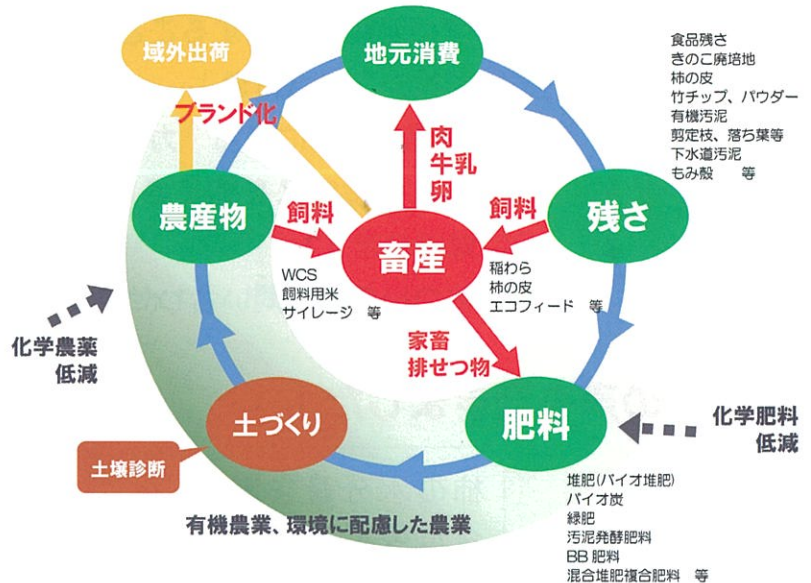 域外出荷
地元消費
食品残さ
きのこ廃培地
柿の皮
竹チップ、パウダー
有機汚泥
剪定枝、落ち葉等
下水道汚泥
もみ殻　等
ブランド化
肉
牛乳
卵
農産物
飼料
畜産
飼料
残さ
WCS
飼料用米
サイレージ　等
稲わら
柿の皮
エコフィード　等
化学農薬
低減
家畜
排せつ物
土づくり
肥料
化学肥料
低減
土壌診断
有機農業、環境に配慮した農業
堆肥(バイオ堆肥)
バイオ炭
緑肥
汚泥発酵肥料
BB 肥料
混合堆肥複合肥料　等